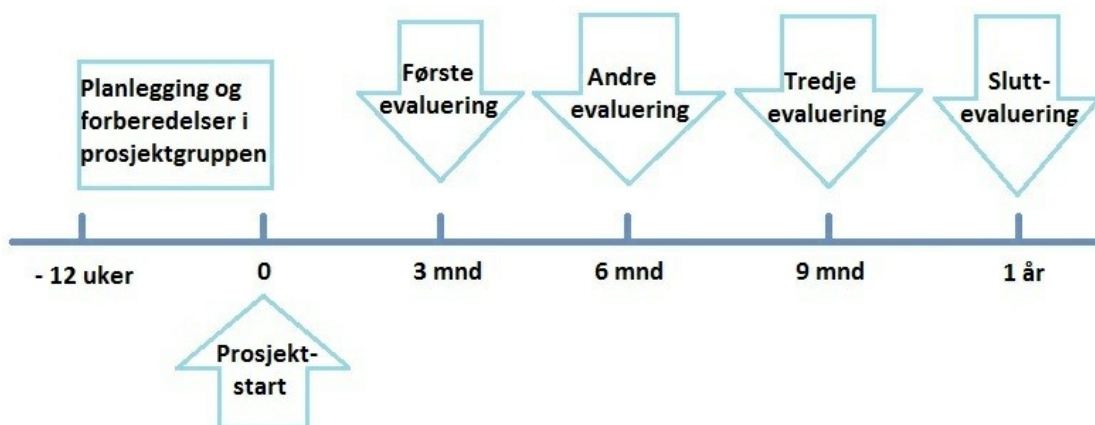 Planlegging og
forberedelser i
prosjektgruppen
Første
evaluering
Andre
evaluering
Tredje
evaluering
Slutt-
evaluering
- 12 uker
0
3 mnd
6 mnd
9 mnd
1 år
Prosjekt-
start